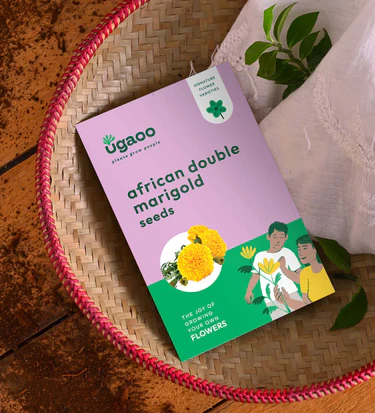 SIGNATURE
FLOWER
VARIETIES
ugaoo
plants grow people
african double
marigold
seeds
THE JOY OF
GROWING
YOUR OWN
FLOWERS